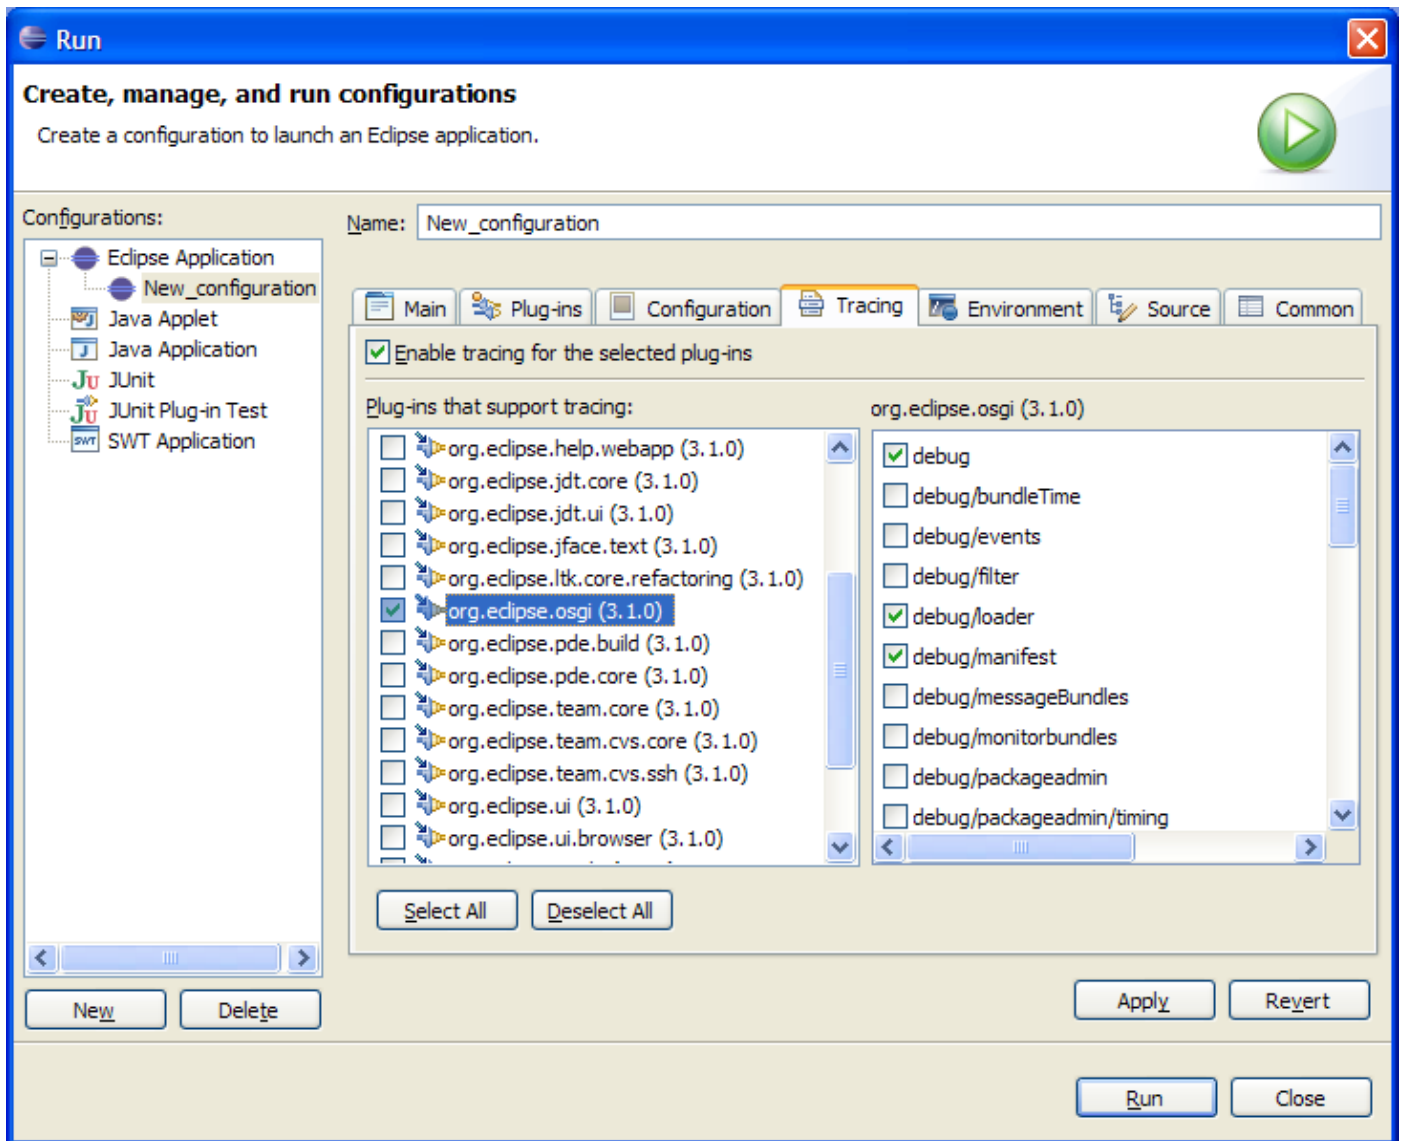 Run
Create, manage, and run configurations
Create a configuration to launch an Eclipse application.
Configurations:
Eclipse Application
New_configuration
Java Applet
Java Application
JUnit
JUnit Plug-in Test
SWT Application
New
Delete
Name: New_configuration
Main Plug-ins Configuration Tracing Environment Source Common
Enable tracing for the selected plug-ins
Plug-ins that support tracing:
org.eclipse.help.webapp (3.1.0)
org.eclipse.jdt.core (3.1.0)
org.eclipse.jdt.ui (3.1.0)
org.eclipse.jface.text (3.1.0)
org.eclipse.ltk.core.refactoring (3.1.0)
org.eclipse.osgi (3.1.0)
org.eclipse.pde.build (3.1.0)
org.eclipse.pde.core (3.1.0)
org.eclipse.team.core (3.1.0)
org.eclipse.team.cvs.core (3.1.0)
org.eclipse.team.cvs.ssh (3.1.0)
org.eclipse.ui (3.1.0)
org.eclipse.ui.browser (3.1.0)
org.eclipse.osgi (3.1.0)
debug
debug/bundleTime
debug/events
debug/filter
debug/loader
debug/manifest
debug/messageBundles
debug/monitorbundles
debug/packageadmin
debug/packageadmin/timing
Select All
Deselect All
Apply
Revert
Run
Close